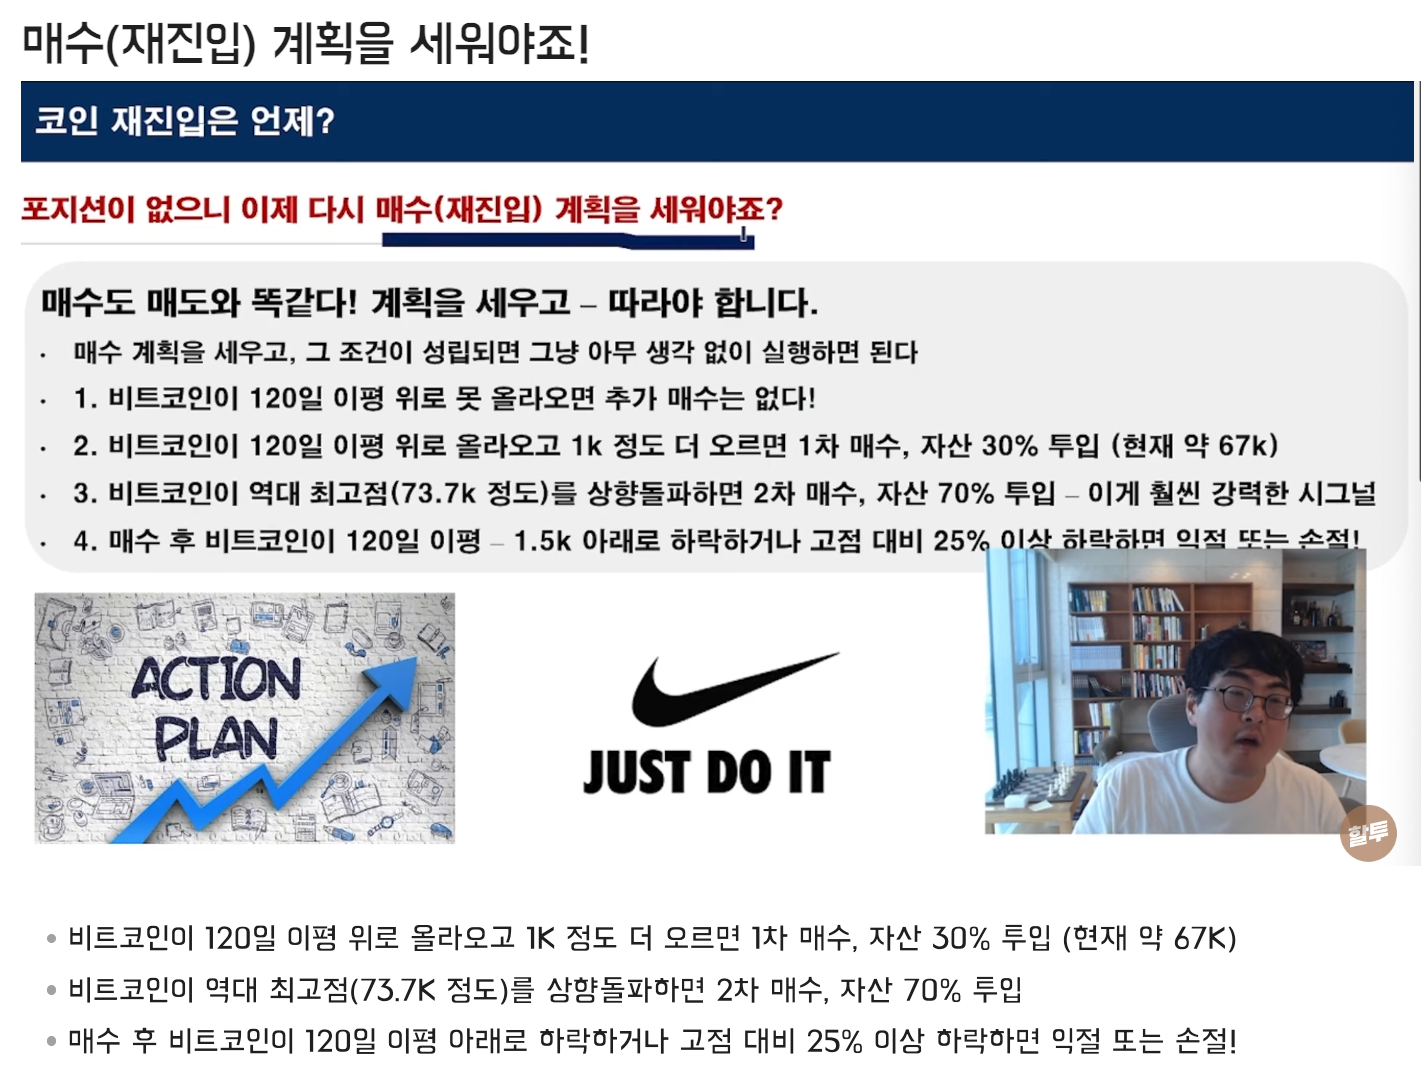 매수(재진입) 계획을 세워야죠!
코인 재진입은 언제?
포지션이 없으니 이제 다시 매수(재진입) 계획을 세워야죠?
매수도 매도와 똑같다! 계획을 세우고 – 따라야 합니다.
· 매수 계획을 세우고, 그 조건이 성립되면 그냥 아무 생각 없이 실행하면 된다
· 1. 비트코인이 120일 이평 위로 못 올라오면 추가 매수는 없다!
· 2. 비트코인이 120일 이평 위로 올라오고 1k 정도 더 오르면 1차 매수, 자산 30% 투입 (현재 약 67k)
· 3. 비트코인이 역대 최고점(73.7k 정도)를 상향돌파하면 2차 매수, 자산 70% 투입 – 이게 훨씬 강력한 시그널
· 4. 매수 후 비트코인이 120일 이평 – 1.5k 아래로 하락하거나 고점 대비 25% 이상 하락하면 익절 또는 손절!
ACTION
PLAN
JUST DO IT
할투
• 비트코인이 120일 이평 위로 올라오고 1K 정도 더 오르면 1차 매수, 자산 30% 투입 (현재 약 67K)
• 비트코인이 역대 최고점(73.7K 정도)를 상향돌파하면 2차 매수, 자산 70% 투입
• 매수 후 비트코인이 120일 이평 아래로 하락하거나 고점 대비 25% 이상 하락하면 익절 또는 손절!